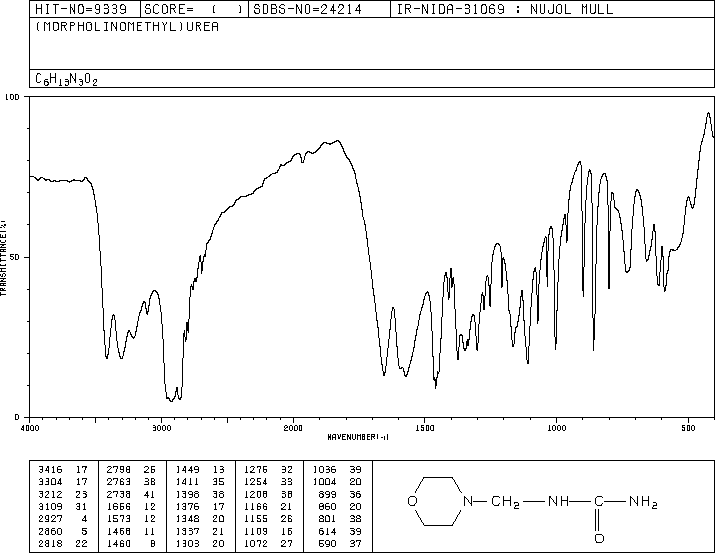 HIT-NO=9339 SCORE= ( ) SDBS-NO=24214 IR-NIDA-31069 : NUJOL MULL
(MORPHOLINOMETHYL)UREA
C6H13N3O2
100
50
0
TRANSMITTANCE(%)
4000 3000 2000 1500 1000 500
WAVENUMBER(-1)
3416 17 2798 26 1449 13 1276 32 1036 39
3304 17 2763 38 1411 35 1254 33 1004 20
3212 23 2738 41 1398 38 1208 38 899 36
3109 31 1656 12 1376 17 1166 21 860 20
2927 4 1573 12 1348 20 1155 26 801 38
2860 5 1468 11 1337 21 1109 16 614 39
2818 22 1460 8 1303 20 1072 27 590 37
O N—CH2—NH—C—NH2
O